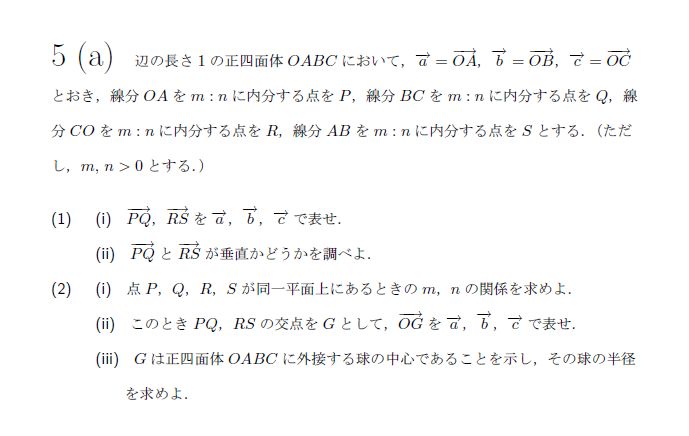 5 (a) 辺の長さ 1 の正四面体 OABC において，$\overrightarrow{a} = \overrightarrow{OA}$，$\overrightarrow{b} = \overrightarrow{OB}$，$\overrightarrow{c} = \overrightarrow{OC}$
とおき，線分 OA を m : n に内分する点を P，線分 BC を m : n に内分する点を Q，線
分 CO を m : n に内分する点を R，線分 AB を m : n に内分する点を S とする．（ただ
し，m, n > 0 とする．）
(1) (i) $\overrightarrow{PQ}$，$\overrightarrow{RS}$ を $\overrightarrow{a}$，$\overrightarrow{b}$，$\overrightarrow{c}$ で表せ．
(ii) $\overrightarrow{PQ}$ と $\overrightarrow{RS}$ が垂直かどうかを調べよ．
(2) (i) 点 P，Q，R，S が同一平面上にあるときの m，n の関係を求めよ．
(ii) このとき PQ，RS の交点を G として，$\overrightarrow{OG}$ を $\overrightarrow{a}$，$\overrightarrow{b}$，$\overrightarrow{c}$ で表せ．
(iii) G は正四面体 OABC に外接する球の中心であることを示し，その球の半径
を求めよ．